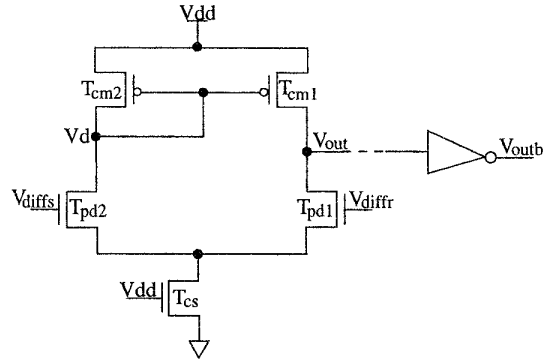 Vdd
Tcm2
Tcm1
Vd
Vout
Voutb
Vdiffs
Tpd2
Tpd1
Vdiffr
Vdd
Tcs